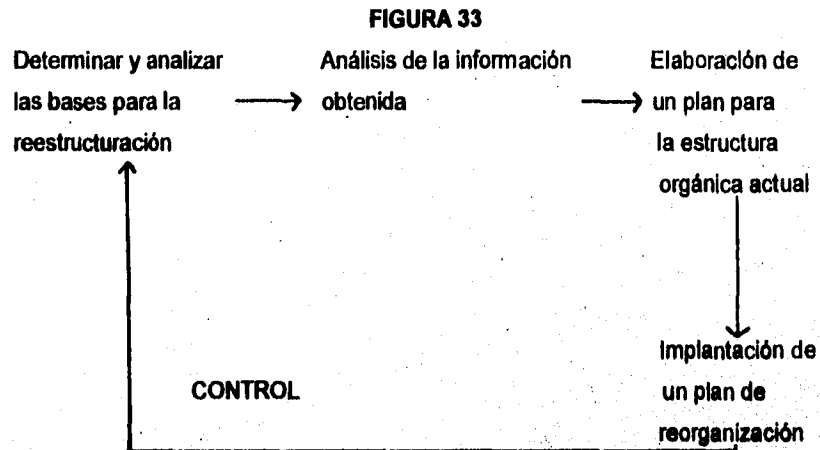 FIGURA 33
Determinar y analizar
las bases para la
reestructuración
Análisis de la información
obtenida
Elaboración de
un plan para
la estructura
orgánica actual
Implantación de
un plan de
reorganización
CONTROL